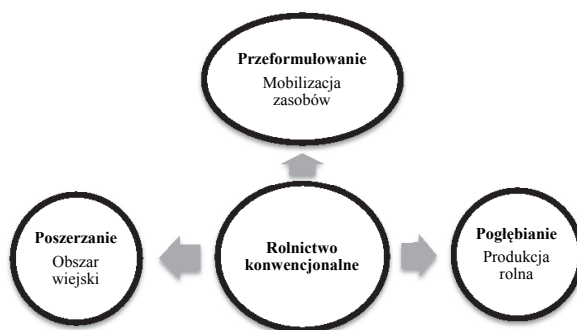 Przeformułowanie
Mobilizacja
zasobów
Poszerzanie
Obszar
wiejski
Rolnictwo
konwencjonalne
Pogłębianie
Produkcja
rolna